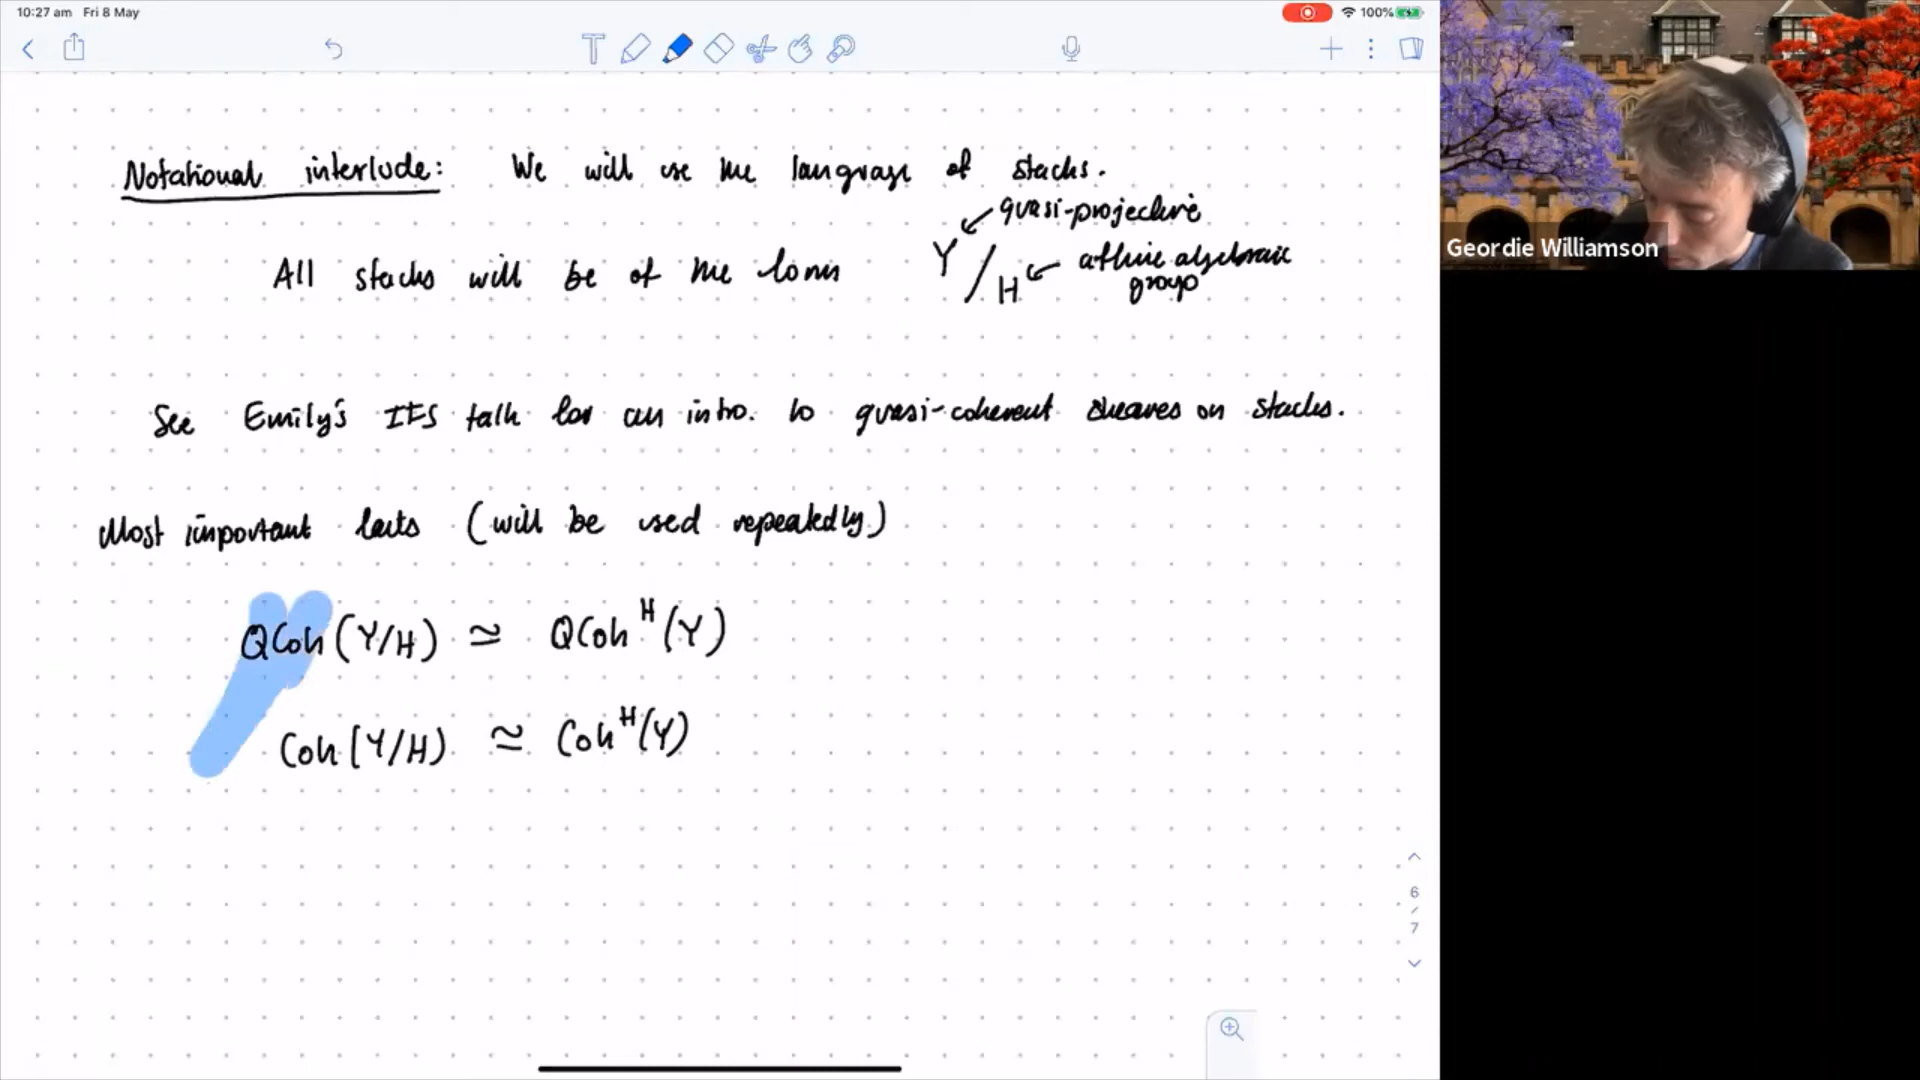 10:27 am Fri 8 May
100%
Notational interlude: We will use the language of stacks.
quasi-projective
All stacks will be of the form Y/H affine algebraic
group
See Emily's IFS talk for an intro. to quasi-coherent sheaves on stacks.
Most important facts (will be used repeatedly)
QCoh(Y/H) ≃ QCoh^H(Y)
Coh(Y/H) ≃ Coh^H(Y)
6
/
7
Geordie Williamson